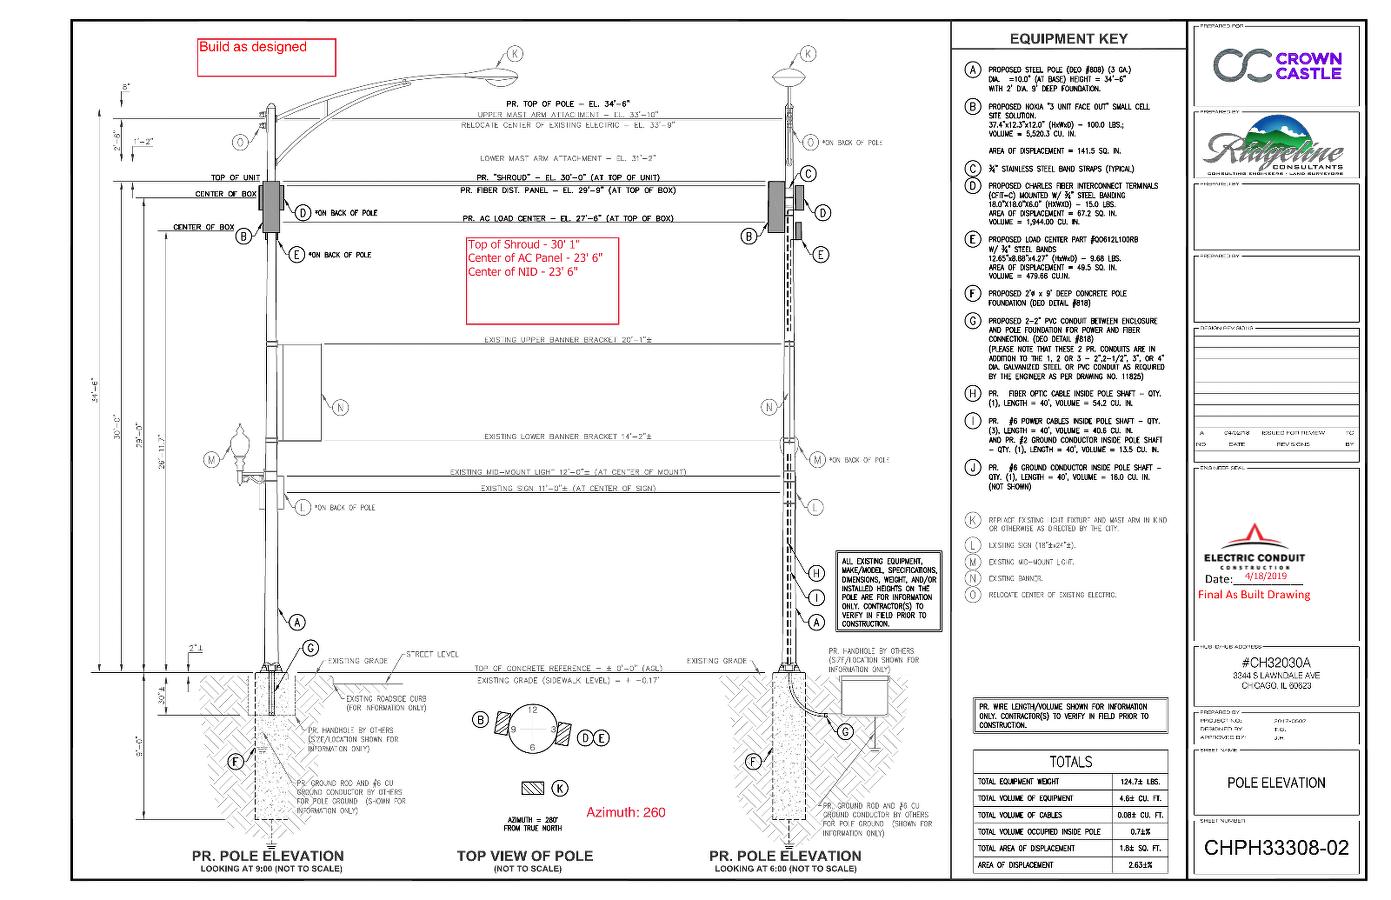 Build as designed
K
K
6"
PR. TOP OF POLE - EL. 34'-6"
UPPER MAST ARM ATTACHMENT - EL. 33'-10"
RELOCATE CENTER OF EXISTING ELECTRIC - EL. 33'-9"
2'-6"
1'-2"
O
O *ON BACK OF POLE
LOWER MAST ARM ATTACHMENT - EL. 31'-2"
C
TOP OF UNIT
PR. "SHROUD" - EL. 30'-0" (AT TOP OF UNIT)
CENTER OF BOX
PR. FIBER DIST. PANEL - EL. 29'-9" (AT TOP OF BOX)
D *ON BACK OF POLE
D
PR. AC LOAD CENTER - EL. 27'-6" (AT TOP OF BOX)
CENTER OF BOX
B
B
E *ON BACK OF POLE
E
Top of Shroud - 30' 1"
Center of AC Panel - 23' 6"
Center of NID - 23' 6"
EXISTING UPPER BANNER BRACKET 20'-1"±
34'-6"
30'-0"
29'-0"
26' 11.7"
N
N
EXISTING LOWER BANNER BRACKET 14'-2"±
M
M *ON BACK OF POLE
EXISTING MID-MOUNT LIGHT 12'-0"± (AT CENTER OF MOUNT)
EXISTING SIGN 11'-0"± (AT CENTER OF SIGN)
L *ON BACK OF POLE
L
ALL EXISTING EQUIPMENT,
MAKE/MODEL, SPECIFICATIONS,
DIMENSIONS, WEIGHT, AND/OR
INSTALLED HEIGHTS ON THE
POLE ARE FOR INFORMATION
ONLY. CONTRACTOR(S) TO
VERIFY IN FIELD PRIOR TO
CONSTRUCTION.
H
I
A
A
G
2"±
EXISTING GRADE
STREET LEVEL
TOP OF CONCRETE REFERENCE - ± 0'-0" (AGL)
EXISTING GRADE (SIDEWALK LEVEL) = ± -0.17'
EXISTING GRADE
PR. HANDHOLE BY OTHERS
(SIZE/LOCATION SHOWN FOR
INFORMATION ONLY)
30"±
EXISTING ROADSIDE CURB
(FOR INFORMATION ONLY)
PR. HANDHOLE BY OTHERS
(SIZE/LOCATION SHOWN FOR
INFORMATION ONLY)
9'-0"
F
PR. GROUND ROD AND #6 CU
GROUND CONDUCTOR BY OTHERS
FOR POLE GROUND (SHOWN FOR
INFORMATION ONLY)
B
12
9
3
6
D E
K
AZIMUTH = 280°
FROM TRUE NORTH
Azimuth: 260
G
F
PR. GROUND ROD AND #6 CU
GROUND CONDUCTOR BY OTHERS
FOR POLE GROUND (SHOWN FOR
INFORMATION ONLY)
PR. POLE ELEVATION
LOOKING AT 9:00 (NOT TO SCALE)
TOP VIEW OF POLE
(NOT TO SCALE)
PR. POLE ELEVATION
LOOKING AT 6:00 (NOT TO SCALE)
EQUIPMENT KEY
A PROPOSED STEEL POLE (DEO #808) (3 GA.)
DIA. =10.0" (AT BASE) HEIGHT = 34'-6"
WITH 2' DIA. 9' DEEP FOUNDATION.
B PROPOSED NOKIA "3 UNIT FACE OUT" SMALL CELL
SITE SOLUTION.
37.4"x12.3"x12.0" (HxWxD) - 100.0 LBS.;
VOLUME = 5,520.3 CU. IN.
AREA OF DISPLACEMENT = 141.5 SQ. IN.
C ¾" STAINLESS STEEL BAND STRAPS (TYPICAL)
D PROPOSED CHARLES FIBER INTERCONNECT TERMINALS
(CFIT-C) MOUNTED W/ ¾" STEEL BANDING
18.0"X18.0"X6.0" (HXWXD) - 15.0 LBS.
AREA OF DISPLACEMENT = 67.2 SQ. IN.
VOLUME = 1,944.00 CU. IN.
E PROPOSED LOAD CENTER PART #QO612L100RB
W/ ¾" STEEL BANDS
12.65"x8.88"x4.27" (HxWxD) - 9.68 LBS.
AREA OF DISPLACEMENT = 49.5 SQ. IN.
VOLUME = 479.66 CU.IN.
F PROPOSED 2'ø x 9' DEEP CONCRETE POLE
FOUNDATION (DEO DETAIL #818)
G PROPOSED 2-2" PVC CONDUIT BETWEEN ENCLOSURE
AND POLE FOUNDATION FOR POWER AND FIBER
CONNECTION. (DEO DETAIL #818)
(PLEASE NOTE THAT THESE 2 PR. CONDUITS ARE IN
ADDITION TO THE 1, 2 OR 3 - 2",2-1/2", 3", OR 4"
DIA. GALVANIZED STEEL OR PVC CONDUIT AS REQUIRED
BY THE ENGINEER AS PER DRAWING NO. 11825)
H PR. FIBER OPTIC CABLE INSIDE POLE SHAFT - QTY.
(1), LENGTH = 40', VOLUME = 54.2 CU. IN.
I PR. #6 POWER CABLES INSIDE POLE SHAFT - QTY.
(3), LENGTH = 40', VOLUME = 40.6 CU. IN.
AND PR. #2 GROUND CONDUCTOR INSIDE POLE SHAFT
- QTY. (1), LENGTH = 40', VOLUME = 13.5 CU. IN.
J PR. #6 GROUND CONDUCTOR INSIDE POLE SHAFT -
QTY. (1), LENGTH = 40', VOLUME = 16.0 CU. IN.
(NOT SHOWN)
K REPLACE EXISTING LIGHT FIXTURE AND MAST ARM IN KIND
OR OTHERWISE AS DIRECTED BY THE CITY.
L EXISTING SIGN (18"±x24"±).
M EXISTING MID-MOUNT LIGHT.
N EXISTING BANNER.
O RELOCATE CENTER OF EXISTING ELECTRIC.
PR. WIRE LENGTH/VOLUME SHOWN FOR INFORMATION
ONLY. CONTRACTOR(S) TO VERIFY IN FIELD PRIOR TO
CONSTRUCTION.
TOTALS
TOTAL EQUIPMENT WEIGHT 124.7± LBS.
TOTAL VOLUME OF EQUIPMENT 4.6± CU. FT.
TOTAL VOLUME OF CABLES 0.08± CU. FT.
TOTAL VOLUME OCCUPIED INSIDE POLE 0.7±%
TOTAL AREA OF DISPLACEMENT 1.8± SQ. FT.
AREA OF DISPLACEMENT 2.63±%
PREPARED FOR
CROWN
CASTLE
PREPARED BY
Ridgeline
CONSULTANTS
CONSULTING ENGINEERS • LAND SURVEYORS
PREPARED BY
PREPARED BY
DESIGN REVISIONS
A 04/02/18 ISSUED FOR REVIEW TG
NO DATE REVISIONS BY
ENGINEER SEAL
ELECTRIC CONDUIT
CONSTRUCTION
Date: 4/18/2019
Final As Built Drawing
HUB ID/HUB ADDRESS
#CH32030A
3344 S LAWNDALE AVE
CHICAGO, IL 60623
PREPARED BY
PROJECT NO.: 2017-0502
DESIGNED BY:
APPROVED BY: J.R.
SHEET NAME
POLE ELEVATION
SHEET NUMBER
CHPH33308-02